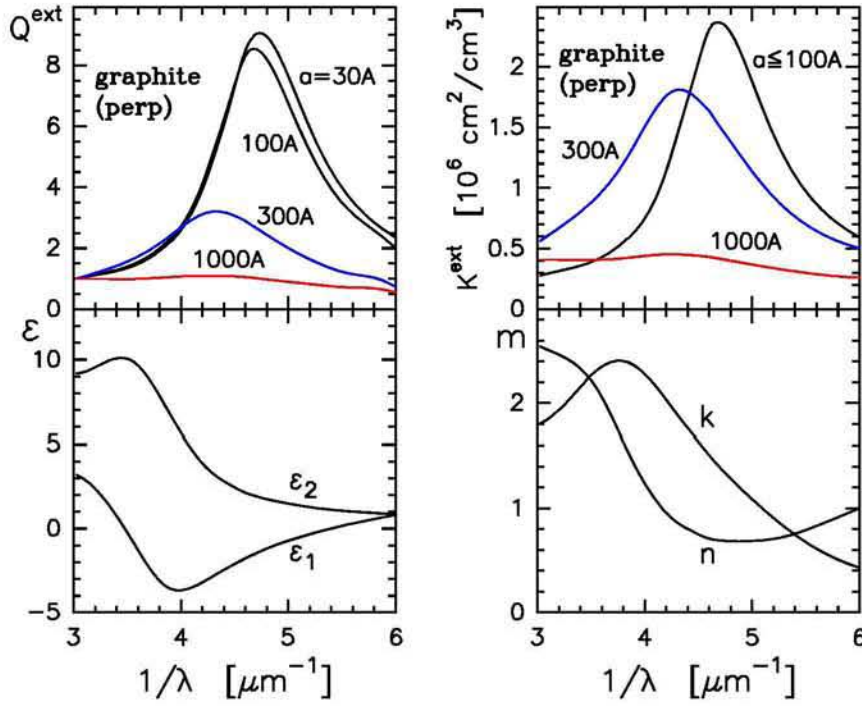 Q^ext
8
6
4
2
0
graphite
(perp)
a=30A
100A
300A
1000A
K^ext [10^6 cm^2/cm^3]
2
1.5
1
0.5
0
graphite
(perp)
a≦100A
300A
1000A
ε
10
5
0
-5
ε₂
ε₁
3 4 5 6
1/λ [μm⁻¹]
m
2
1
0
k
n
3 4 5 6
1/λ [μm⁻¹]